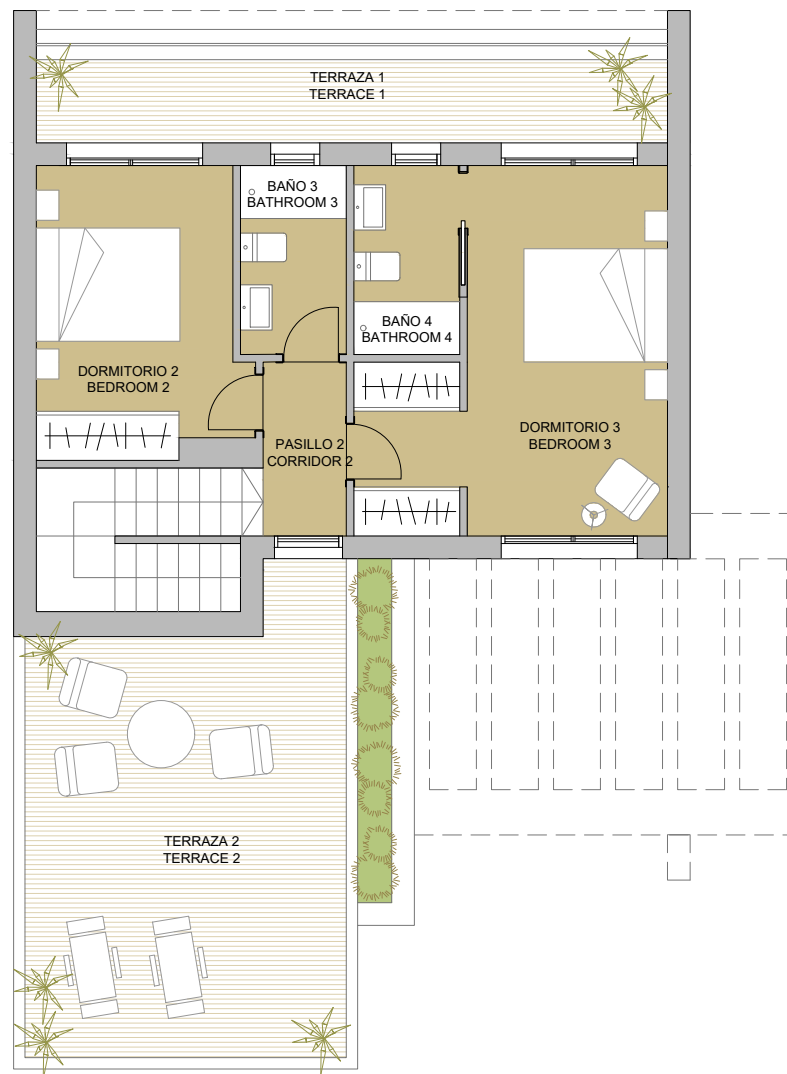 TERRAZA 1
TERRACE 1
BAÑO 3
BATHROOM 3
BAÑO 4
BATHROOM 4
DORMITORIO 2
BEDROOM 2
DORMITORIO 3
BEDROOM 3
PASILLO 2
CORRIDOR 2
TERRAZA 2
TERRACE 2